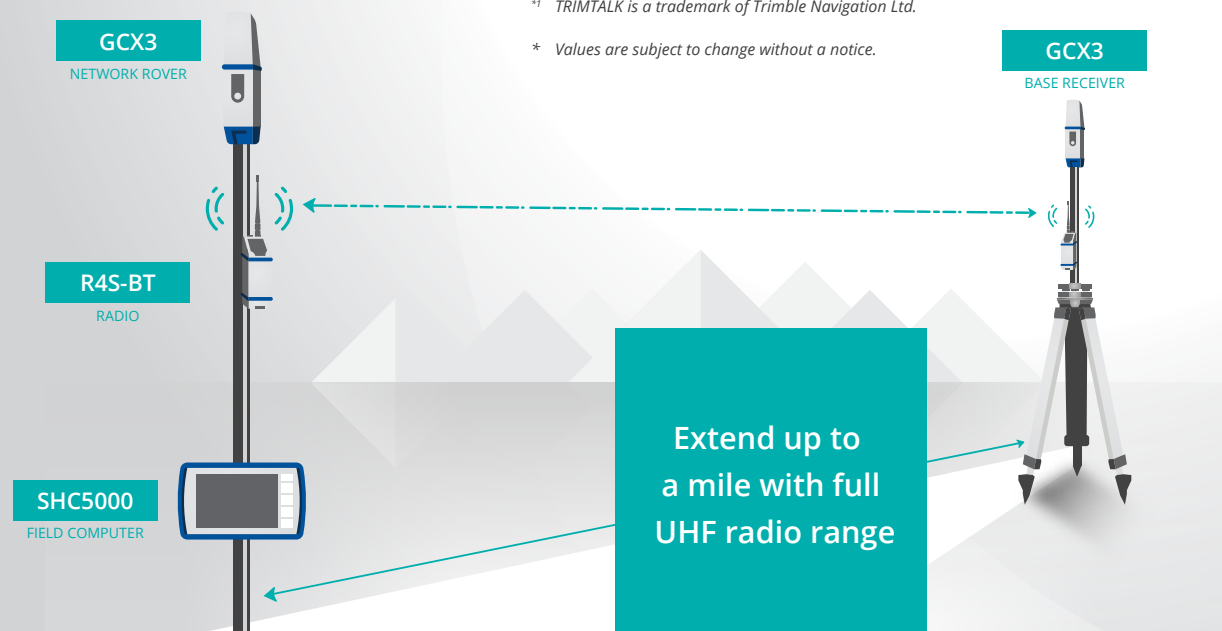 *1 TRIMTALK is a trademark of Trimble Navigation Ltd.
* Values are subject to change without a notice.
GCX3
NETWORK ROVER
GCX3
BASE RECEIVER
R4S-BT
RADIO
SHC5000
FIELD COMPUTER
Extend up to
a mile with full
UHF radio range